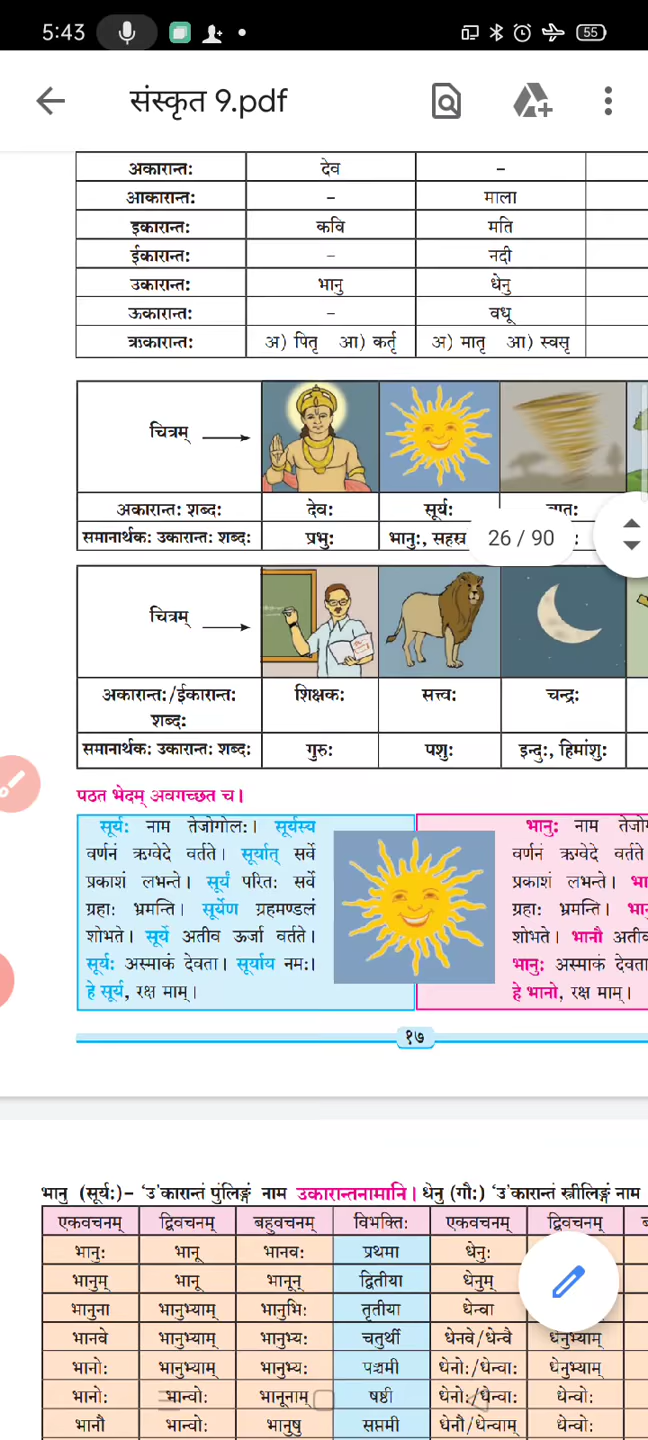 5:43
55
संस्कृत 9.pdf
अकारान्तः देव –
आकारान्तः – माला
इकारान्तः कवि मति
ईकारान्तः – नदी
उकारान्तः भानु धेनु
ऊकारान्तः – वधू
ऋकारान्तः अ) पितृ आ) कर्तृ अ) मातृ आ) स्वसृ
चित्रम्
अकारान्तः शब्दः देवः सूर्यः
समानार्थकः उकारान्तः शब्दः प्रभुः भानुः, सहस्र
26 / 90
चित्रम्
अकारान्तः/ईकारान्तः शिक्षकः सत्त्वः चन्द्रः
शब्दः
समानार्थकः उकारान्तः शब्दः गुरुः पशुः इन्दुः, हिमांशुः
पठत भेदम् अवगच्छत च।
सूर्यः नाम तेजोगोलः। सूर्यस्य
वर्णनं ऋग्वेदे वर्तते। सूर्यात् सर्वे
प्रकाशं लभन्ते। सूर्यं परितः सर्वे
ग्रहाः भ्रमन्ति। सूर्येण ग्रहमण्डलं
शोभते। सूर्ये अतीव ऊर्जा वर्तते।
सूर्यः अस्माकं देवता। सूर्याय नमः।
हे सूर्य, रक्ष माम्।
भानुः नाम
वर्णनं ऋग्वेदे वर्तते
प्रकाशं लभन्ते।
ग्रहाः भ्रमन्ति।
शोभते। भानौ
भानुः अस्माकं देवता
हे भानो, रक्ष माम्।
१७
भानु (सूर्यः)– ‘उ’कारान्तं पुंलिङ्गं नाम उकारान्तनामानि। धेनु (गौः) ‘उ’कारान्तं स्त्रीलिङ्गं नाम
एकवचनम् द्विवचनम् बहुवचनम् विभक्तिः एकवचनम् द्विवचनम्
भानुः भानू भानवः प्रथमा धेनुः
भानुम् भानू भानून् द्वितीया धेनुम्
भानुना भानुभ्याम् भानुभिः तृतीया धेन्वा
भानवे भानुभ्याम् भानुभ्यः चतुर्थी धेनवे/धेन्वै धेनुभ्याम्
भानोः भानुभ्याम् भानुभ्यः पञ्चमी धेनोः/धेन्वाः धेनुभ्याम्
भानोः भान्वोः भानूनाम् षष्ठी धेनोः/धेन्वाः धेन्वोः
भानौ भान्वोः भानुषु सप्तमी धेनौ/धेन्वाम् धेन्वोः